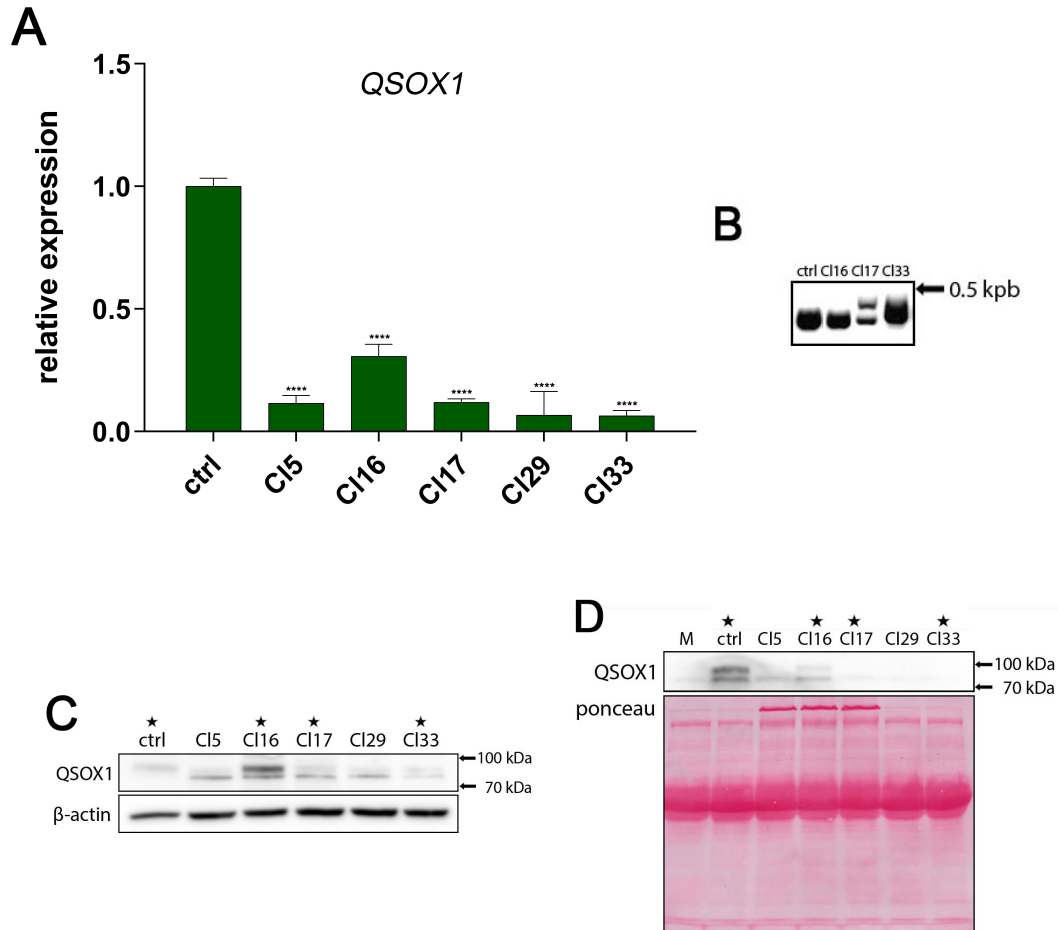 A
QSOX1
relative expression
1.5
1.0
0.5
0.0
****
****
****
****
****
ctrl Cl5 Cl16 Cl17 Cl29 Cl33
B
ctrl Cl16 Cl17 Cl33
0.5 kpb
C
★ ★ ★ ★
ctrl Cl5 Cl16 Cl17 Cl29 Cl33
QSOX1
100 kDa
70 kDa
β-actin
D
★ ★ ★ ★
M ctrl Cl5 Cl16 Cl17 Cl29 Cl33
QSOX1
100 kDa
70 kDa
ponceau